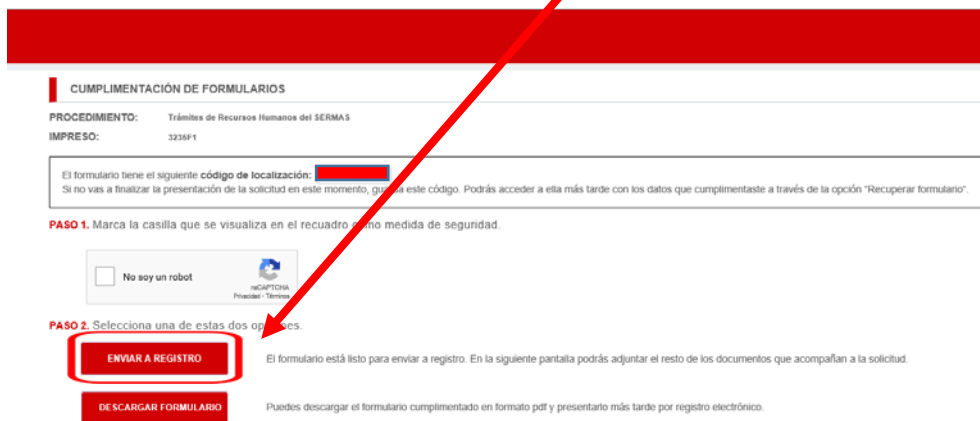 CUMPLIMENTACIÓN DE FORMULARIOS
PROCEDIMIENTO: Trámites de Recursos Humanos del SERMAS
IMPRESO: 3235F1
El formulario tiene el siguiente código de localización:
Si no vas a finalizar la presentación de la solicitud en este momento, gu a este código. Podrás acceder a ella más tarde con los datos que cumplimentaste a través de la opción "Recuperar formulario".
PASO 1. Marca la casilla que se visualiza en el recuadro como medida de seguridad.
No soy un robot
reCAPTCHA
Privacidad - Términos
PASO 2. Selecciona una de estas dos opciones.
ENVIAR A REGISTRO
El formulario está listo para enviar a registro. En la siguiente pantalla podrás adjuntar el resto de los documentos que acompañan a la solicitud.
DESCARGAR FORMULARIO
Puedes descargar el formulario cumplimentado en formato pdf y presentarlo más tarde por registro electrónico.